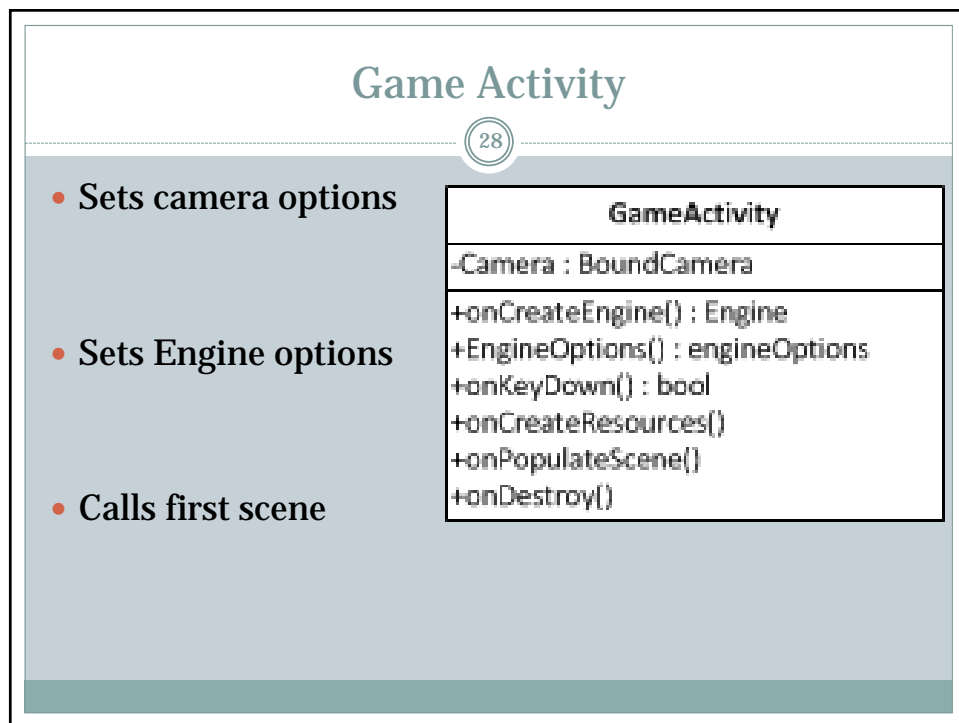 Game Activity
28
• Sets camera options
• Sets Engine options
• Calls first scene
GameActivity
-Camera : BoundCamera
+onCreateEngine() : Engine
+EngineOptions() : engineOptions
+onKeyDown() : bool
+onCreateResources()
+onPopulateScene()
+onDestroy()